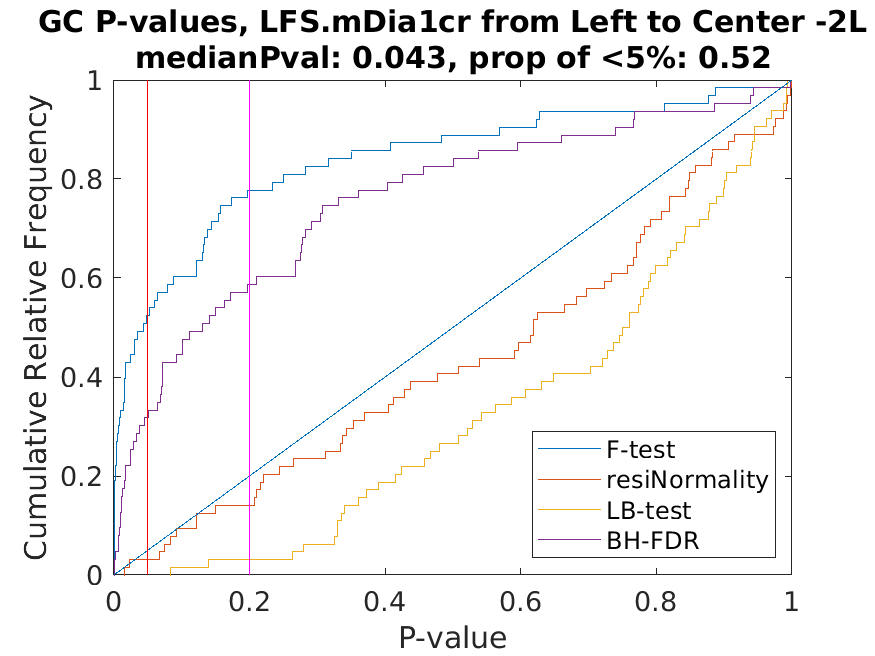 GC P-values, LFS.mDia1cr from Left to Center -2L
medianPval: 0.043, prop of <5%: 0.52
Cumulative Relative Frequency
1
0.8
0.6
0.4
0.2
0
F-test
resiNormality
LB-test
BH-FDR
0 0.2 0.4 0.6 0.8 1
P-value